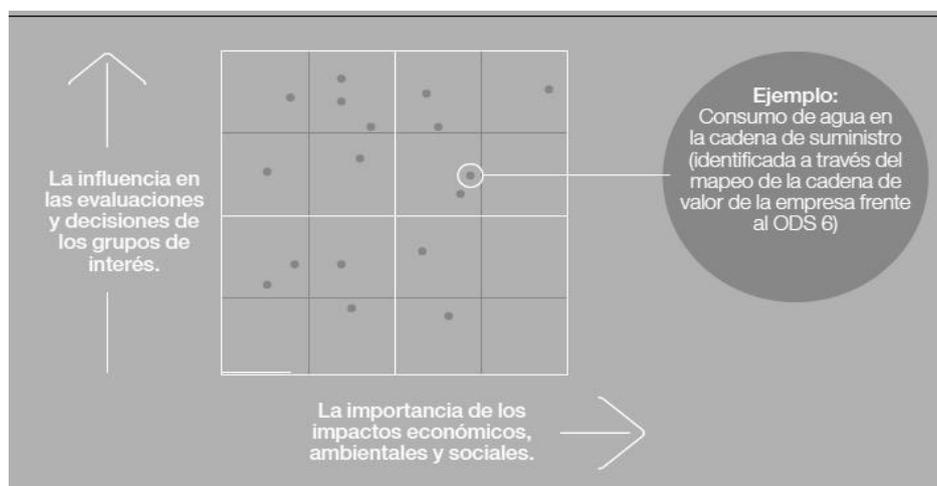 La influencia en
las evaluaciones
y decisiones de
los grupos de
interés.
Ejemplo:
Consumo de agua en
la cadena de suministro
(identificada a través del
mapeo de la cadena de
valor de la empresa frente
al ODS 6)
La importancia de los
impactos económicos,
ambientales y sociales.